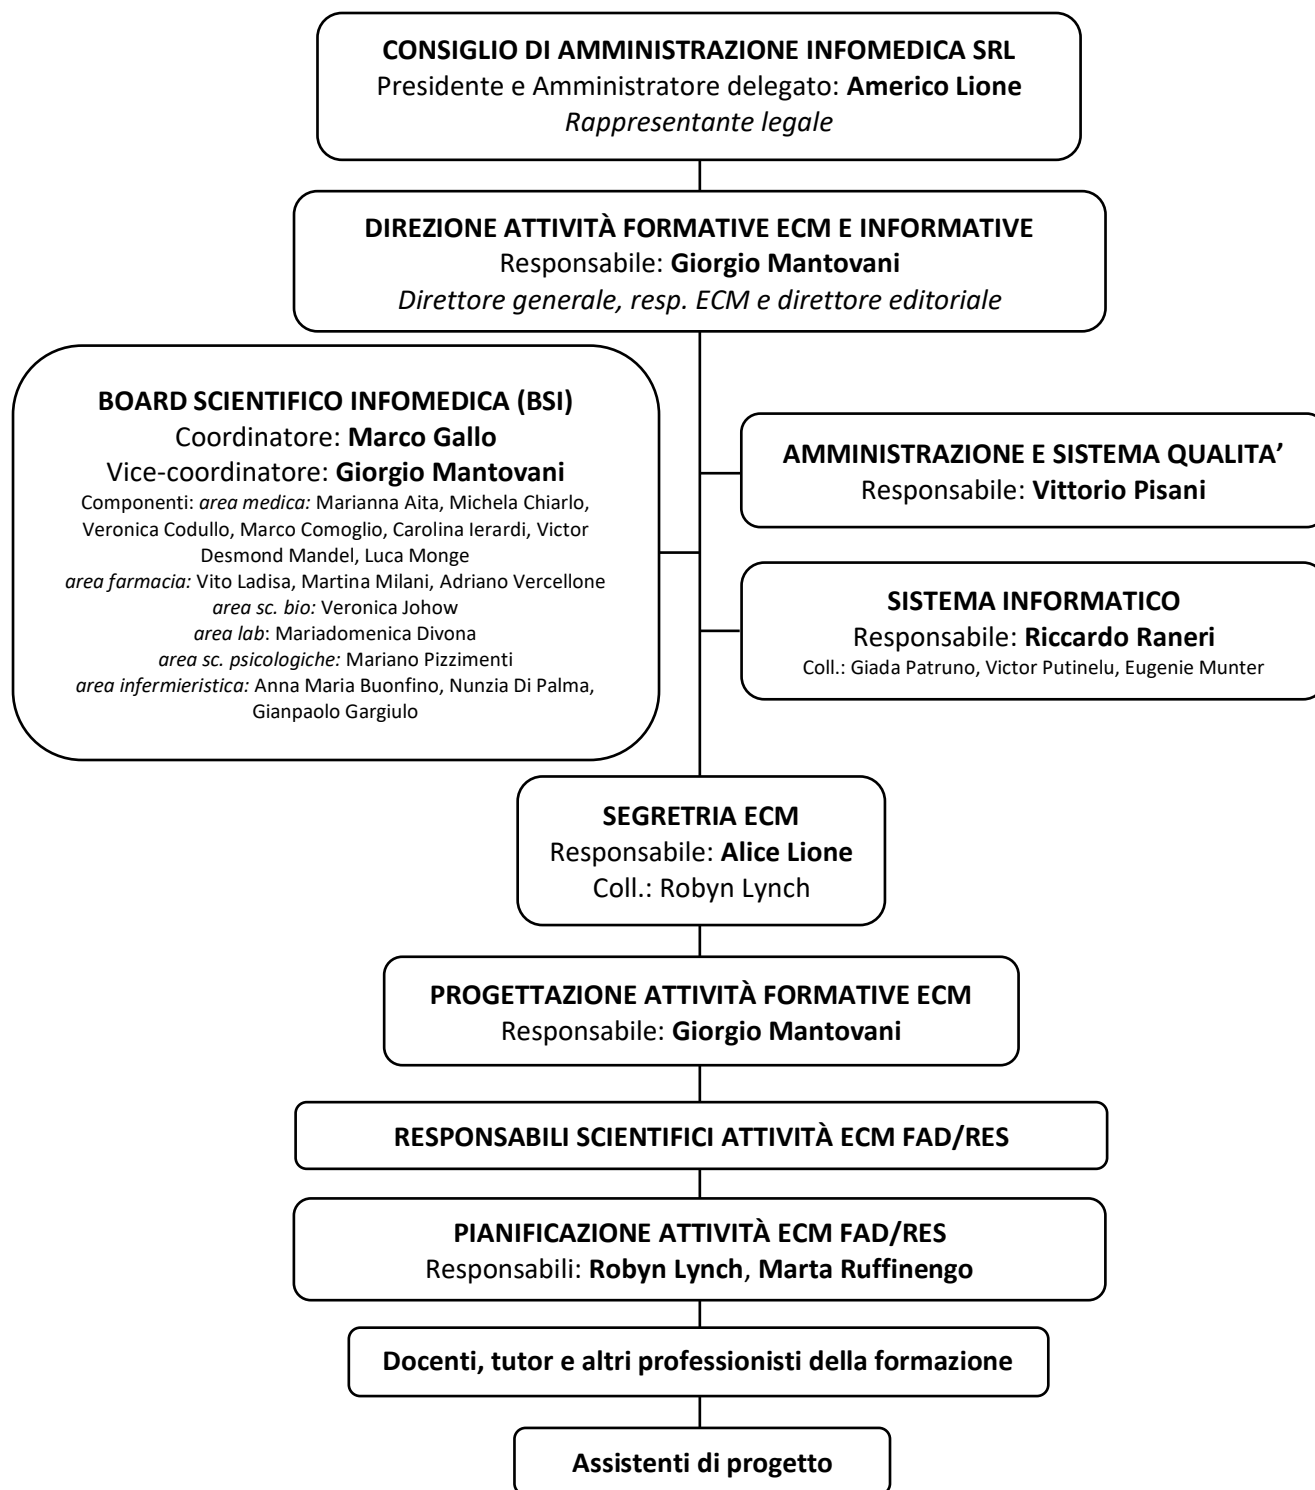 CONSIGLIO DI AMMINISTRAZIONE INFOMEDICA SRL
Presidente e Amministratore delegato: Americo Lione
Rappresentante legale
DIREZIONE ATTIVITÀ FORMATIVE ECM E INFORMATIVE
Responsabile: Giorgio Mantovani
Direttore generale, resp. ECM e direttore editoriale
BOARD SCIENTIFICO INFOMEDICA (BSI)
Coordinatore: Marco Gallo
Vice-coordinatore: Giorgio Mantovani
Componenti: area medica: Marianna Aita, Michela Chiarlo,
Veronica Codullo, Marco Comoglio, Carolina Ierardi, Victor
Desmond Mandel, Luca Monge
area farmacia: Vito Ladisa, Martina Milani, Adriano Vercellone
area sc. bio: Veronica Johow
area lab: Mariadomenica Divona
area sc. psicologiche: Mariano Pizzimenti
area infermieristica: Anna Maria Buonfino, Nunzia Di Palma,
Gianpaolo Gargiulo
AMMINISTRAZIONE E SISTEMA QUALITA’
Responsabile: Vittorio Pisani
SISTEMA INFORMATICO
Responsabile: Riccardo Raneri
Coll.: Giada Patruno, Victor Putinelu, Eugenie Munter
SEGRETRIA ECM
Responsabile: Alice Lione
Coll.: Robyn Lynch
PROGETTAZIONE ATTIVITÀ FORMATIVE ECM
Responsabile: Giorgio Mantovani
RESPONSABILI SCIENTIFICI ATTIVITÀ ECM FAD/RES
PIANIFICAZIONE ATTIVITÀ ECM FAD/RES
Responsabili: Robyn Lynch, Marta Ruffinengo
Docenti, tutor e altri professionisti della formazione
Assistenti di progetto